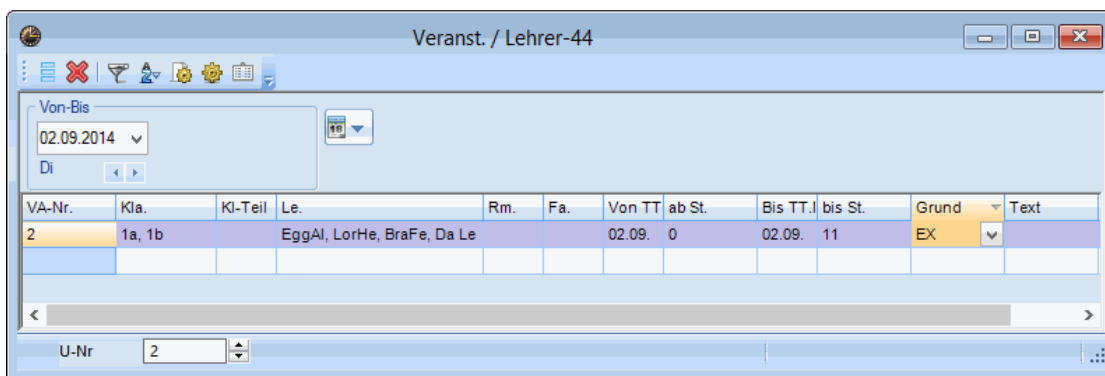 Veranst. / Lehrer-44
Von-Bis
02.09.2014
Di
VA-Nr. Kla. Kl-Teil Le. Rm. Fa. Von TT ab St. Bis TT. bis St. Grund Text
2 1a, 1b EggAl, LorHe, BraFe, Da Le 02.09. 0 02.09. 11 EX
U-Nr 2